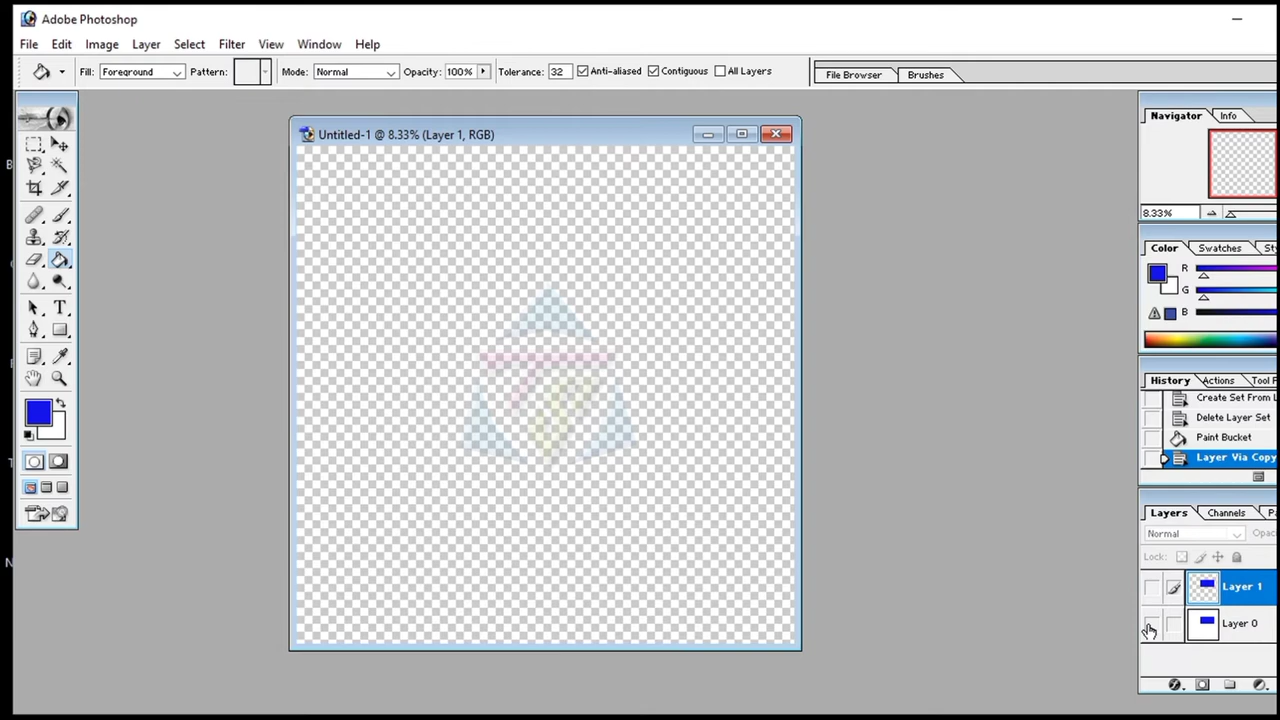 Adobe Photoshop
File Edit Image Layer Select Filter View Window Help
Fill: Foreground Pattern: Mode: Normal Opacity: 100% Tolerance: 32 Anti-aliased Contiguous All Layers File Browser Brushes
Untitled-1 @ 8.33% (Layer 1, RGB)
Navigator Info
8.33%
Color Swatches
R
G
B
History Actions Tool
Create Set From
Delete Layer Set
Paint Bucket
Layer Via Copy
Layers Channels
Normal
Lock:
Layer 1
Layer 0